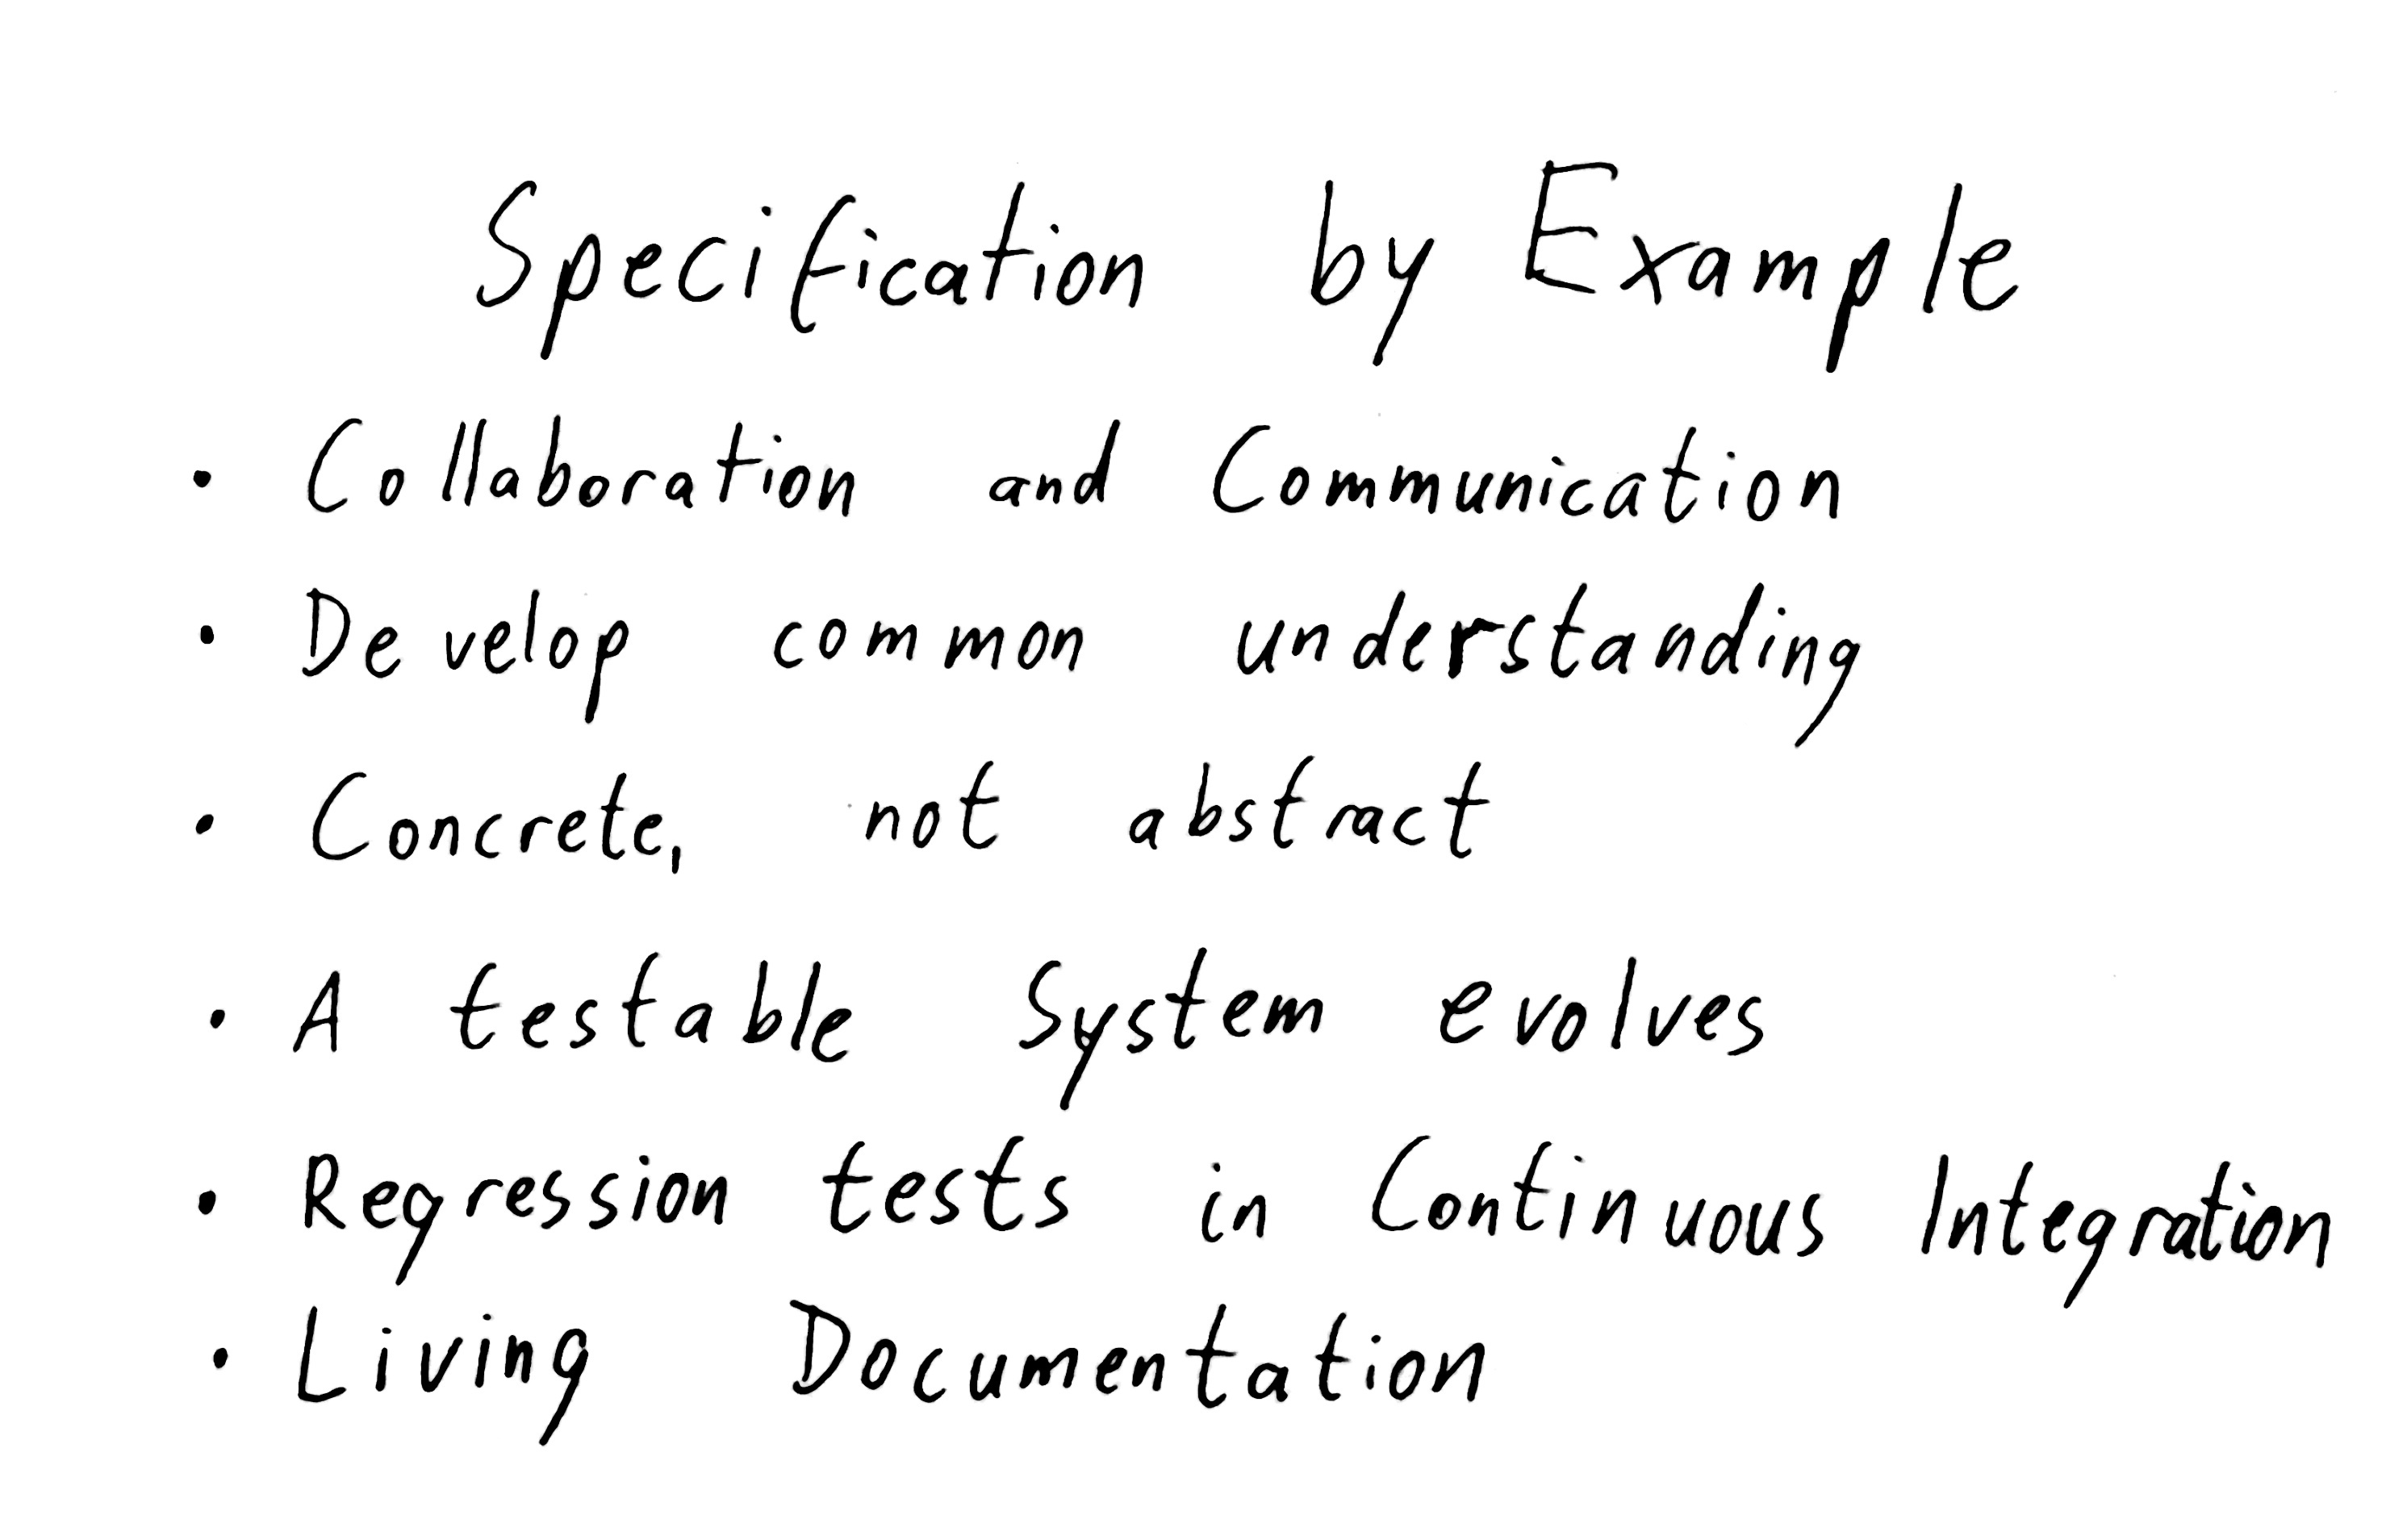 Specification by Example
• Collaboration and Communication
• Develop common understanding
• Concrete, not abstract
• A testable System evolves
• Regression tests in Continuous Integration
• Living Documentation